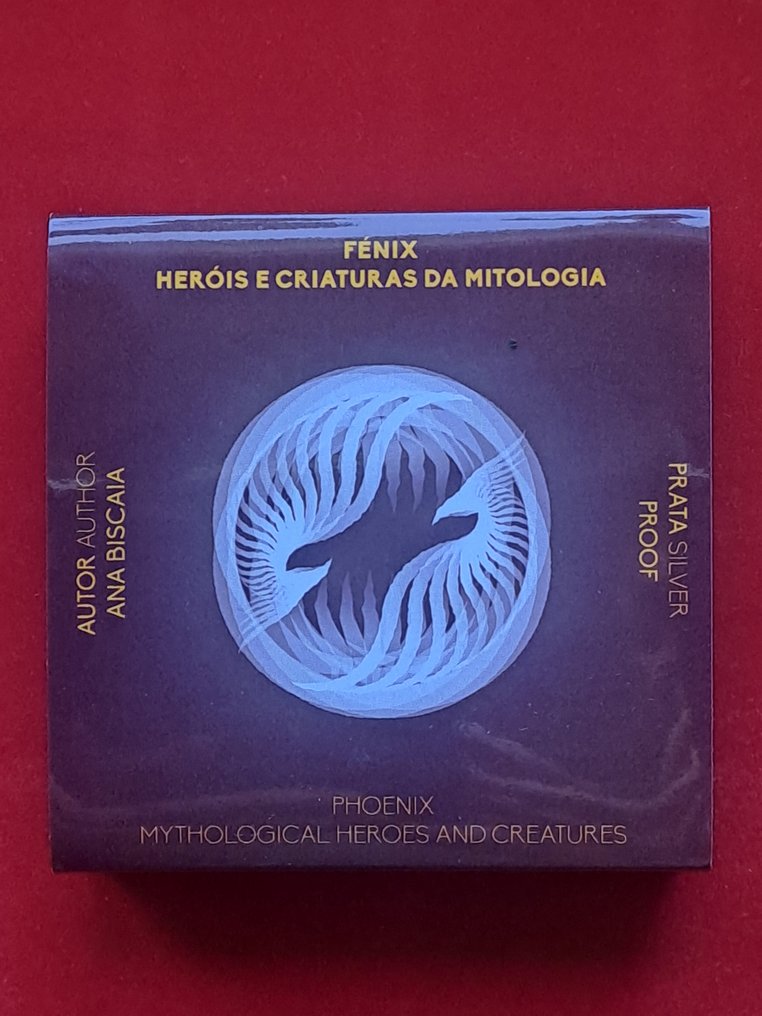 FÉNIX
HERÓIS E CRIATURAS DA MITOLOGIA
AUTOR AUTHOR
ANA BISCAIA
PRATA SILVER
PROOF
PHOENIX
MYTHOLOGICAL HEROES AND CREATURES